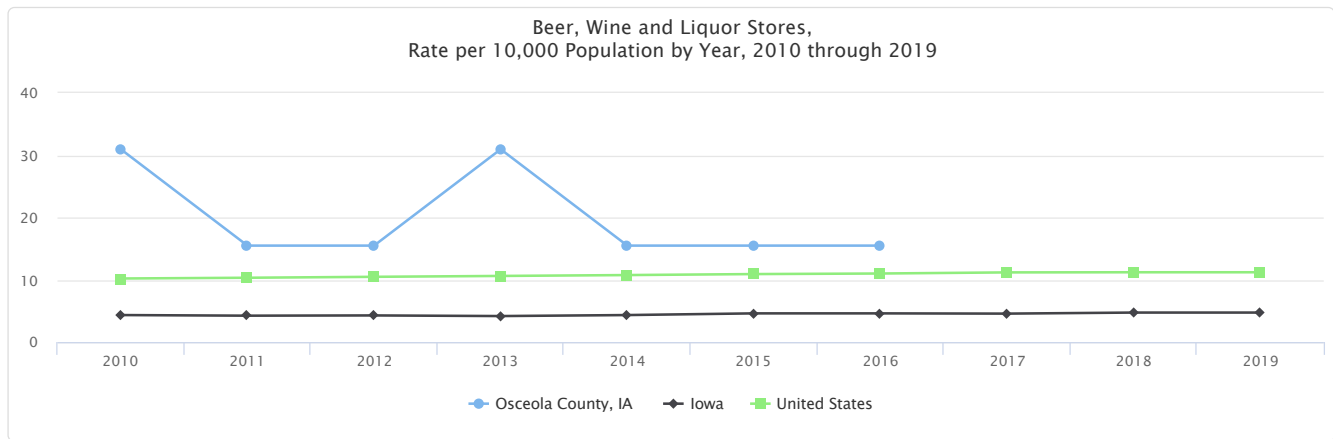 Beer, Wine and Liquor Stores,
Rate per 10,000 Population by Year, 2010 through 2019
40
30
20
10
0
2010 2011 2012 2013 2014 2015 2016 2017 2018 2019
Osceola County, IA Iowa United States